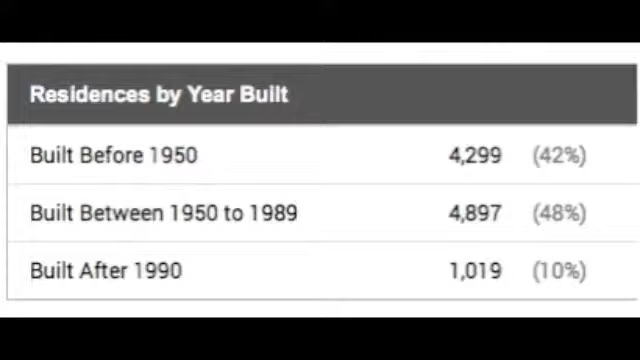 Residences by Year Built
Built Before 1950 4,299 (42%)
Built Between 1950 to 1989 4,897 (48%)
Built After 1990 1,019 (10%)